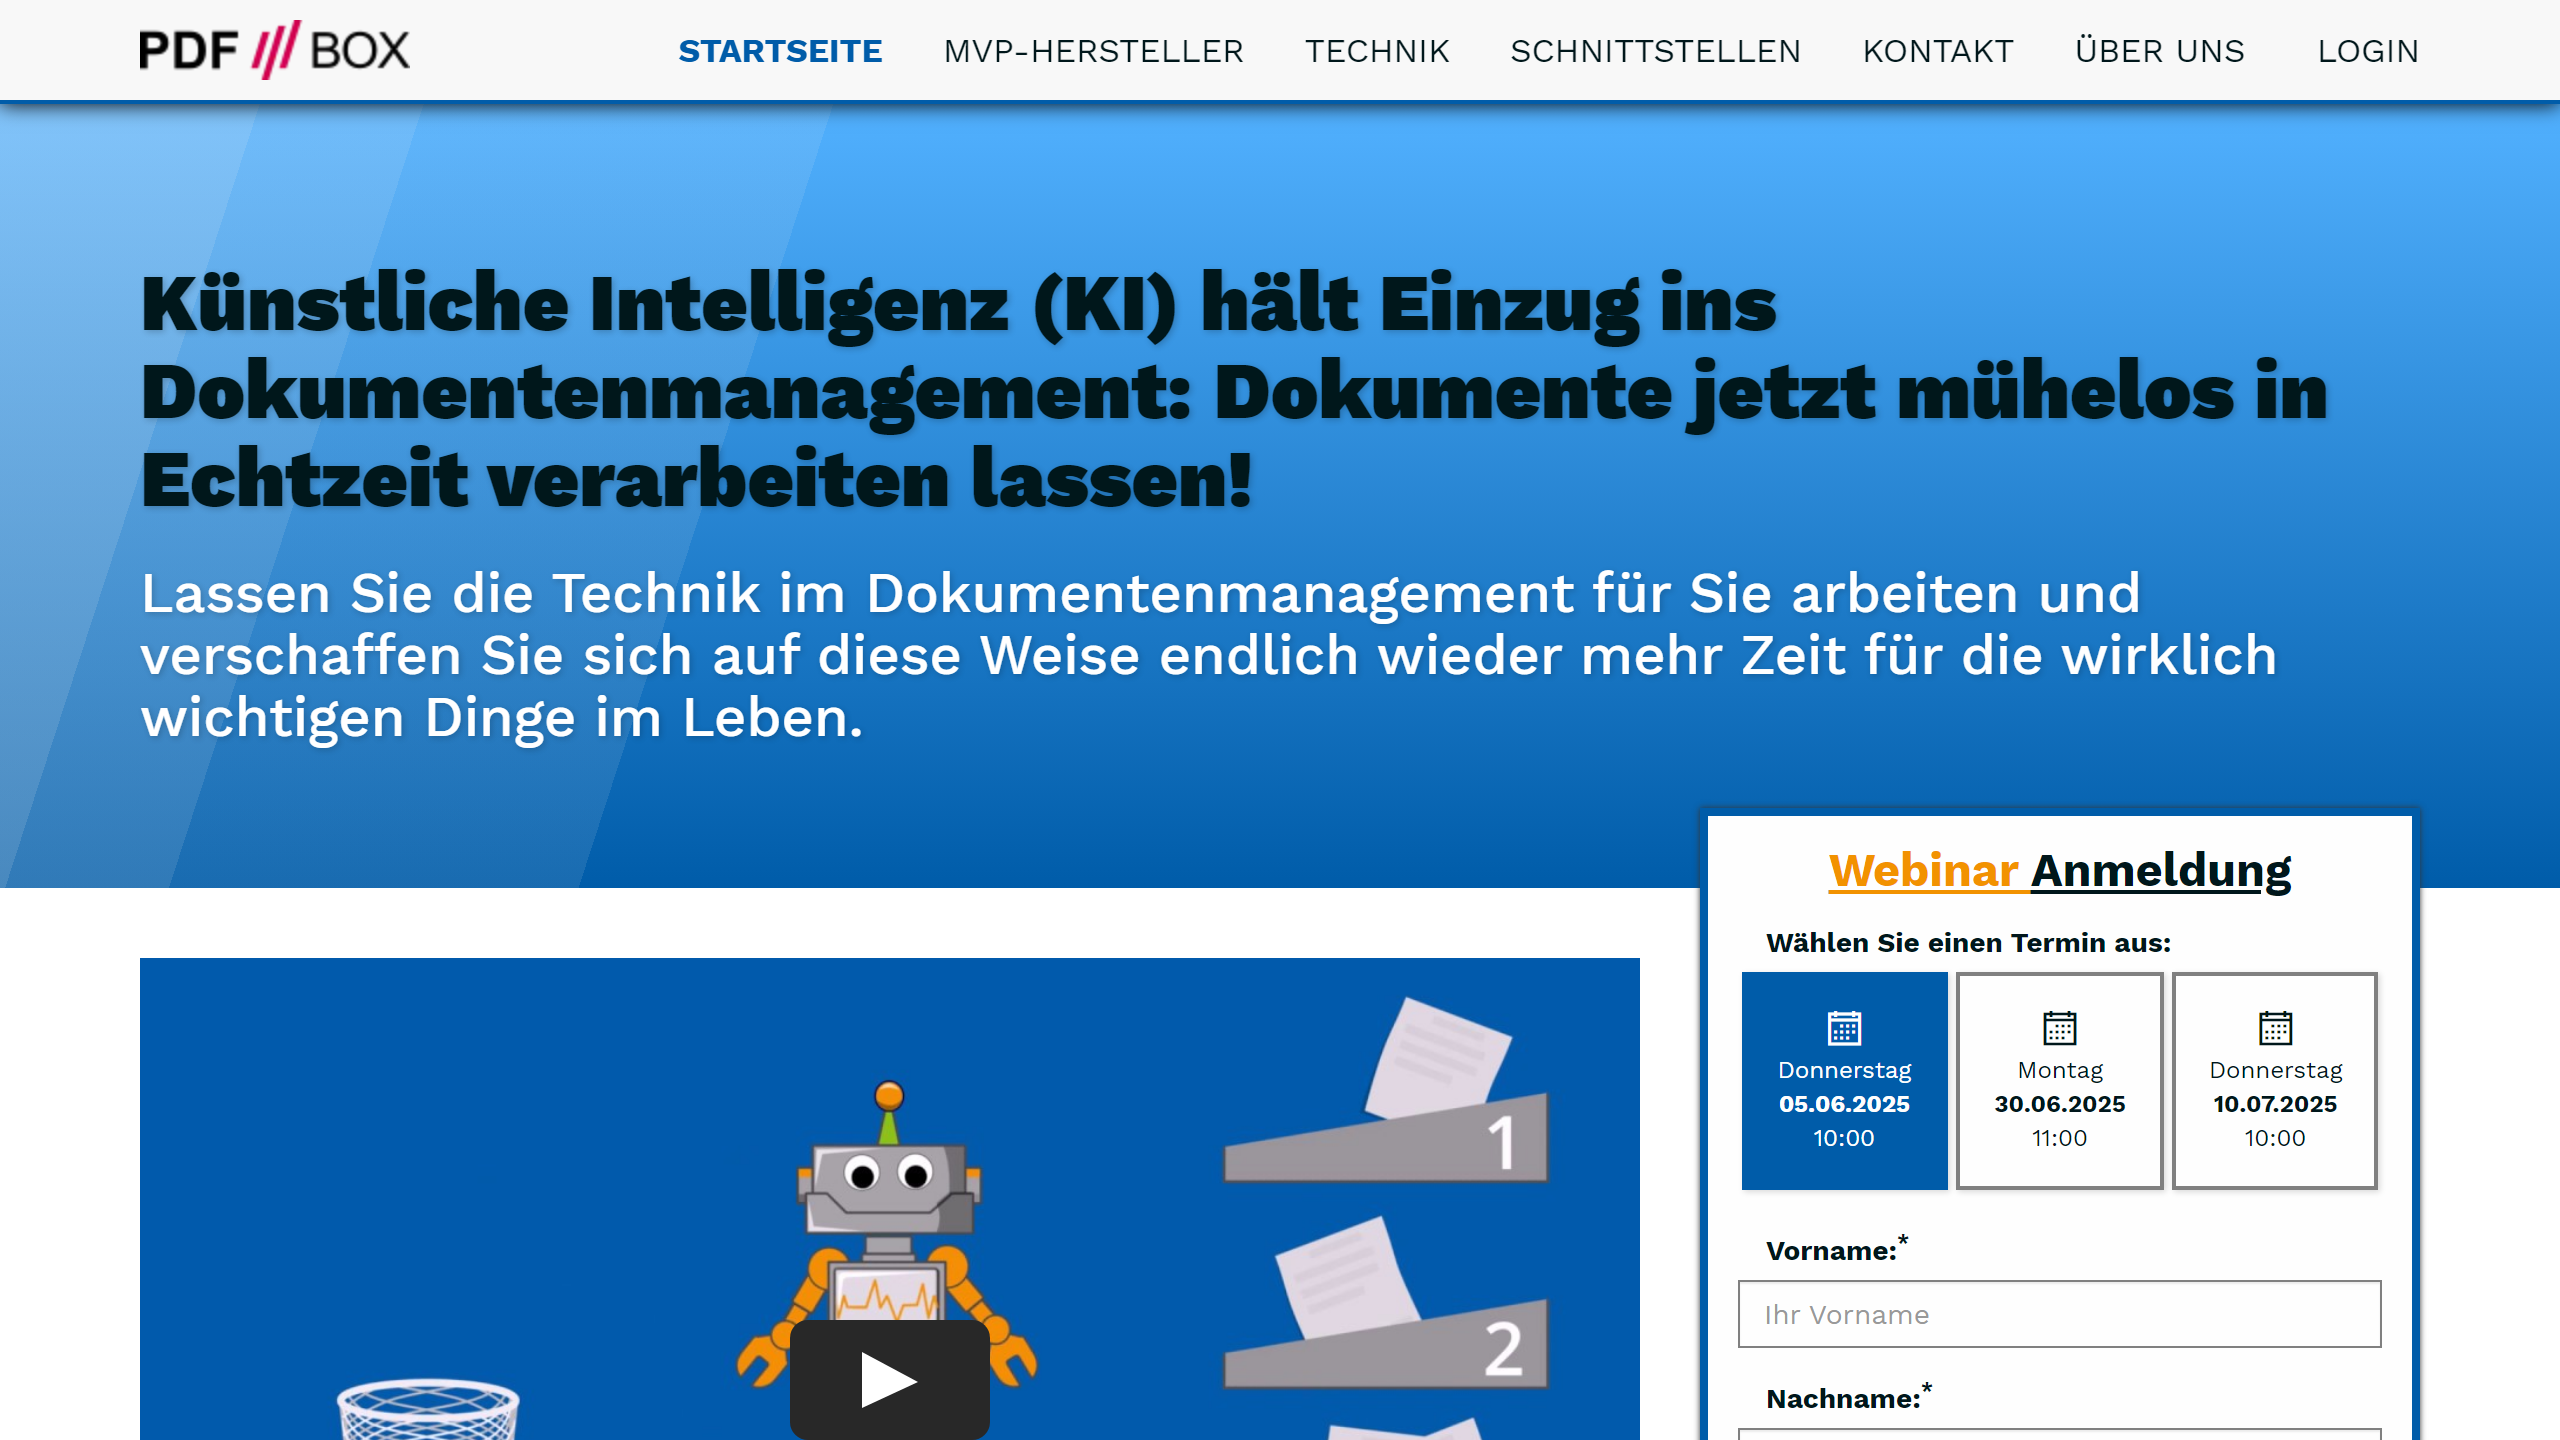 PDF /// BOX
STARTSEITE MVP-HERSTELLER TECHNIK SCHNITTSTELLEN KONTAKT ÜBER UNS LOGIN
Künstliche Intelligenz (KI) hält Einzug ins
Dokumentenmanagement: Dokumente jetzt mühelos in
Echtzeit verarbeiten lassen!
Lassen Sie die Technik im Dokumentenmanagement für Sie arbeiten und
verschaffen Sie sich auf diese Weise endlich wieder mehr Zeit für die wirklich
wichtigen Dinge im Leben.
1
2
Webinar Anmeldung
Wählen Sie einen Termin aus:
Donnerstag
05.06.2025
10:00
Montag
30.06.2025
11:00
Donnerstag
10.07.2025
10:00
Vorname:*
Ihr Vorname
Nachname:*